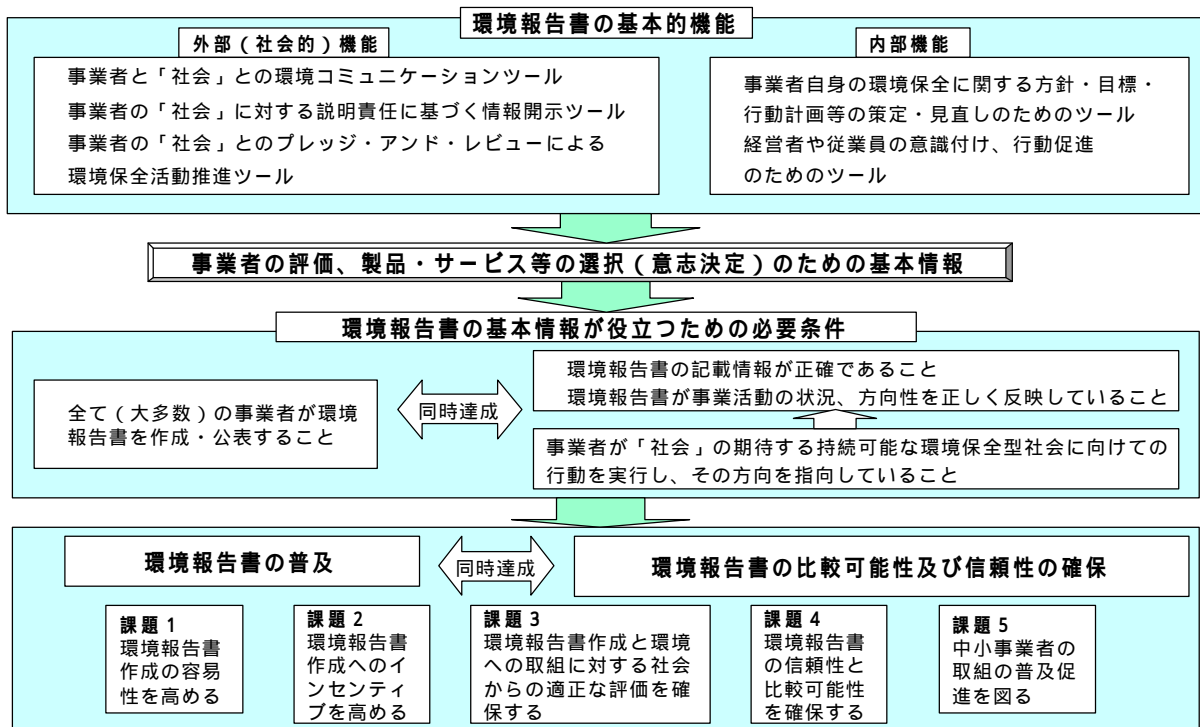 環境報告書の基本的機能
外部（社会的）機能
事業者と「社会」との環境コミュニケーションツール
事業者の「社会」に対する説明責任に基づく情報開示ツール
事業者の「社会」とのプレッジ・アンド・レビューによる
環境保全活動推進ツール
内部機能
事業者自身の環境保全に関する方針・目標・
行動計画等の策定・見直しのためのツール
経営者や従業員の意識付け、行動促進
のためのツール
事業者の評価、製品・サービス等の選択（意志決定）のための基本情報
環境報告書の基本情報が役立つための必要条件
全て（大多数）の事業者が環境
報告書を作成・公表すること
同時達成
環境報告書の記載情報が正確であること
環境報告書が事業活動の状況、方向性を正しく反映していること
事業者が「社会」の期待する持続可能な環境保全型社会に向けての
行動を実行し、その方向を指向していること
環境報告書の普及
同時達成
環境報告書の比較可能性及び信頼性の確保
課題１
環境報告書
作成の容易
性を高める
課題２
環境報告書
作成へのイ
ンセンティ
ブを高める
課題３
環境報告書作成と環境
への取組に対する社会
からの適正な評価を確
保する
課題４
環境報告書
の信頼性と
比較可能性
を確保する
課題５
中小事業者の
取組の普及促
進を図る